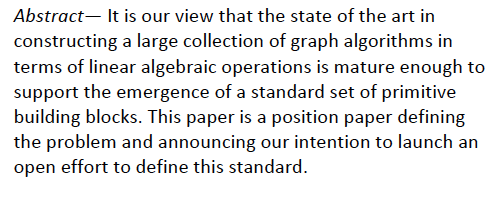 Abstract— It is our view that the state of the art in
constructing a large collection of graph algorithms in
terms of linear algebraic operations is mature enough to
support the emergence of a standard set of primitive
building blocks. This paper is a position paper defining
the problem and announcing our intention to launch an
open effort to define this standard.